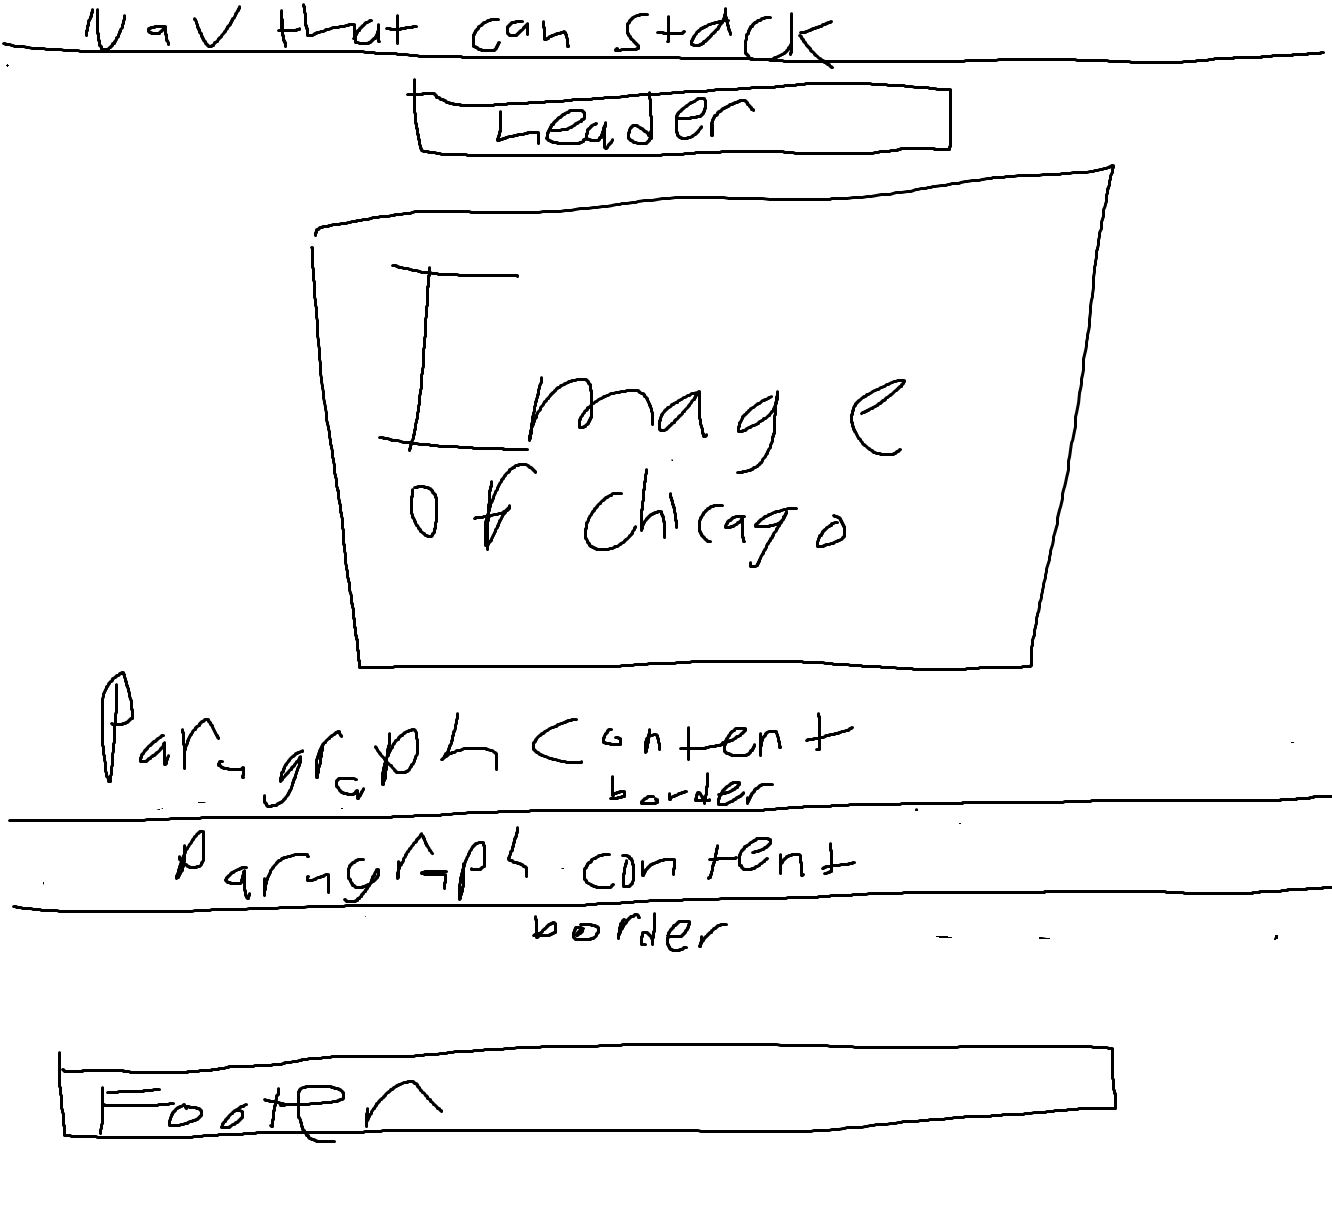 Nav that can stack
header
Image
of Chicago
Paragraph content
border
Paragraph content
border
Footer